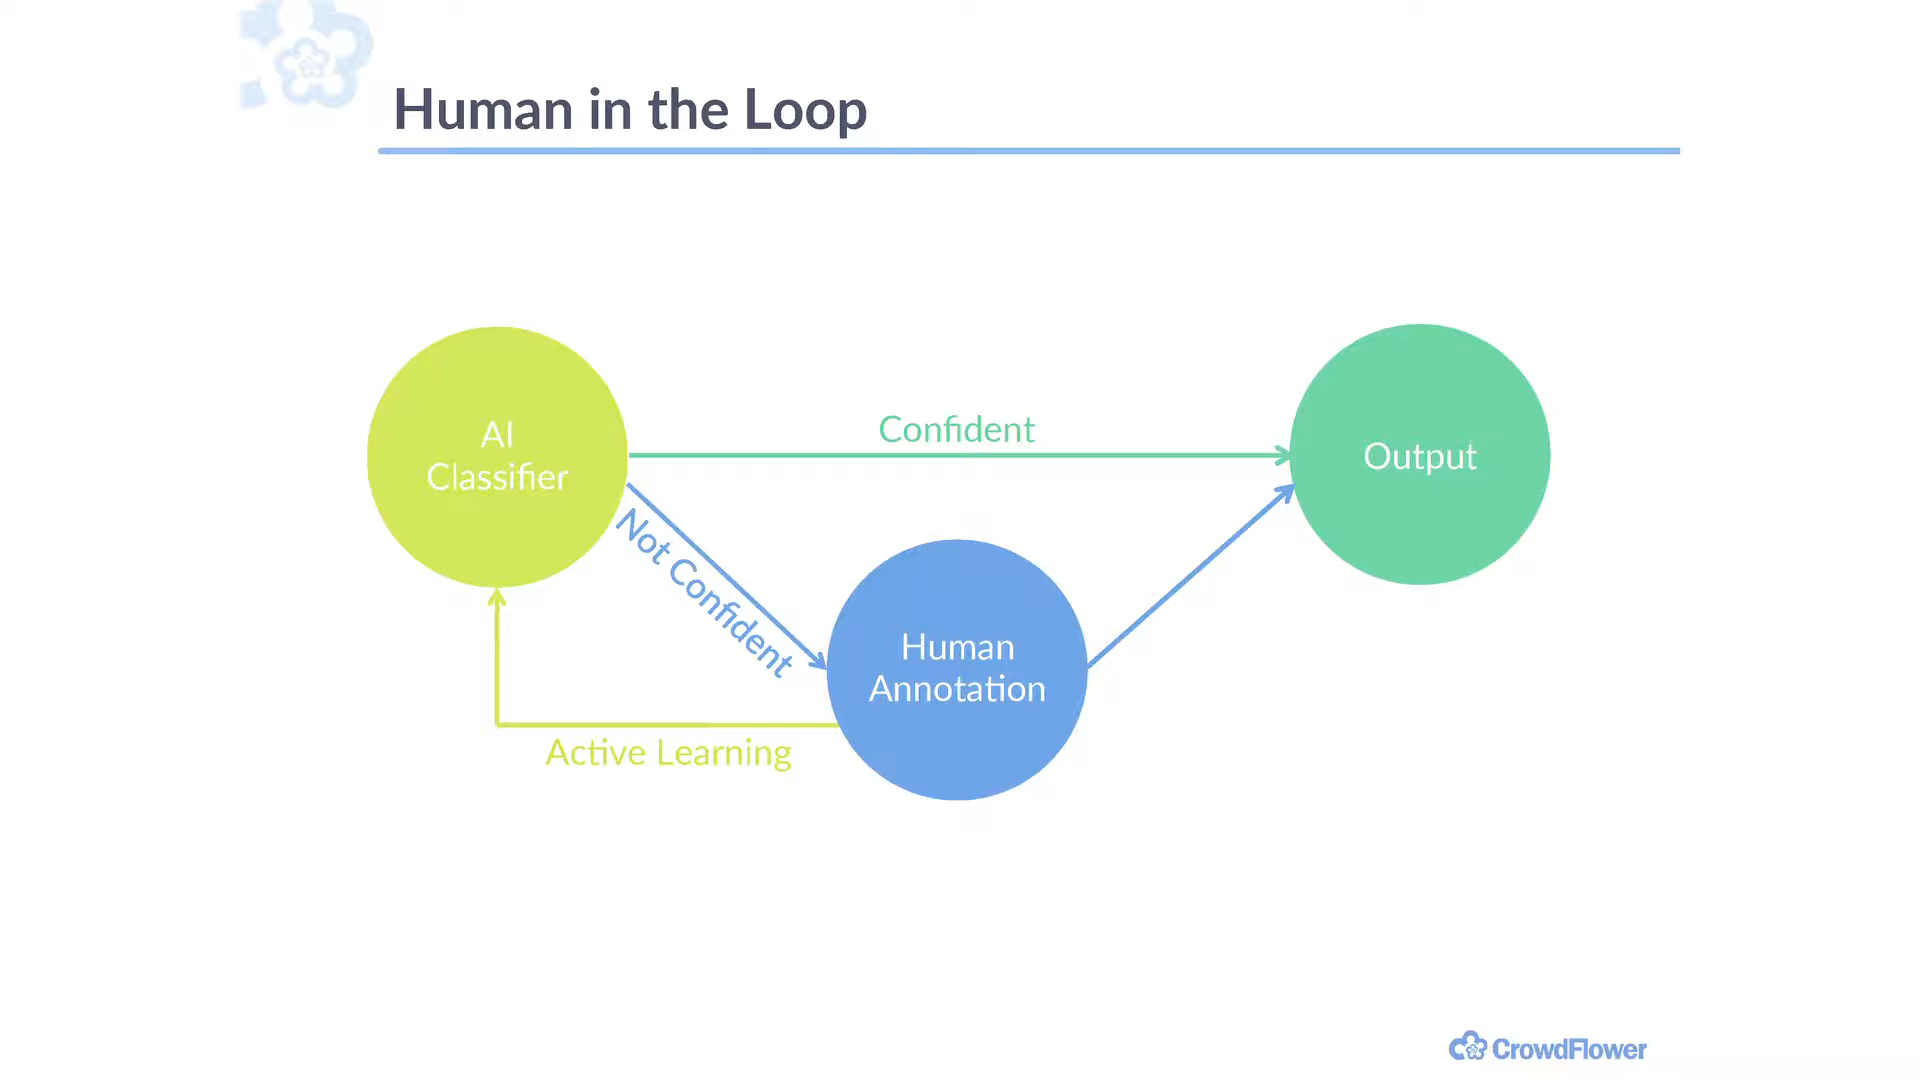 Human in the Loop
AI
Classifier
Confident
Output
Not Confident
Human
Annotation
Active Learning
CrowdFlower